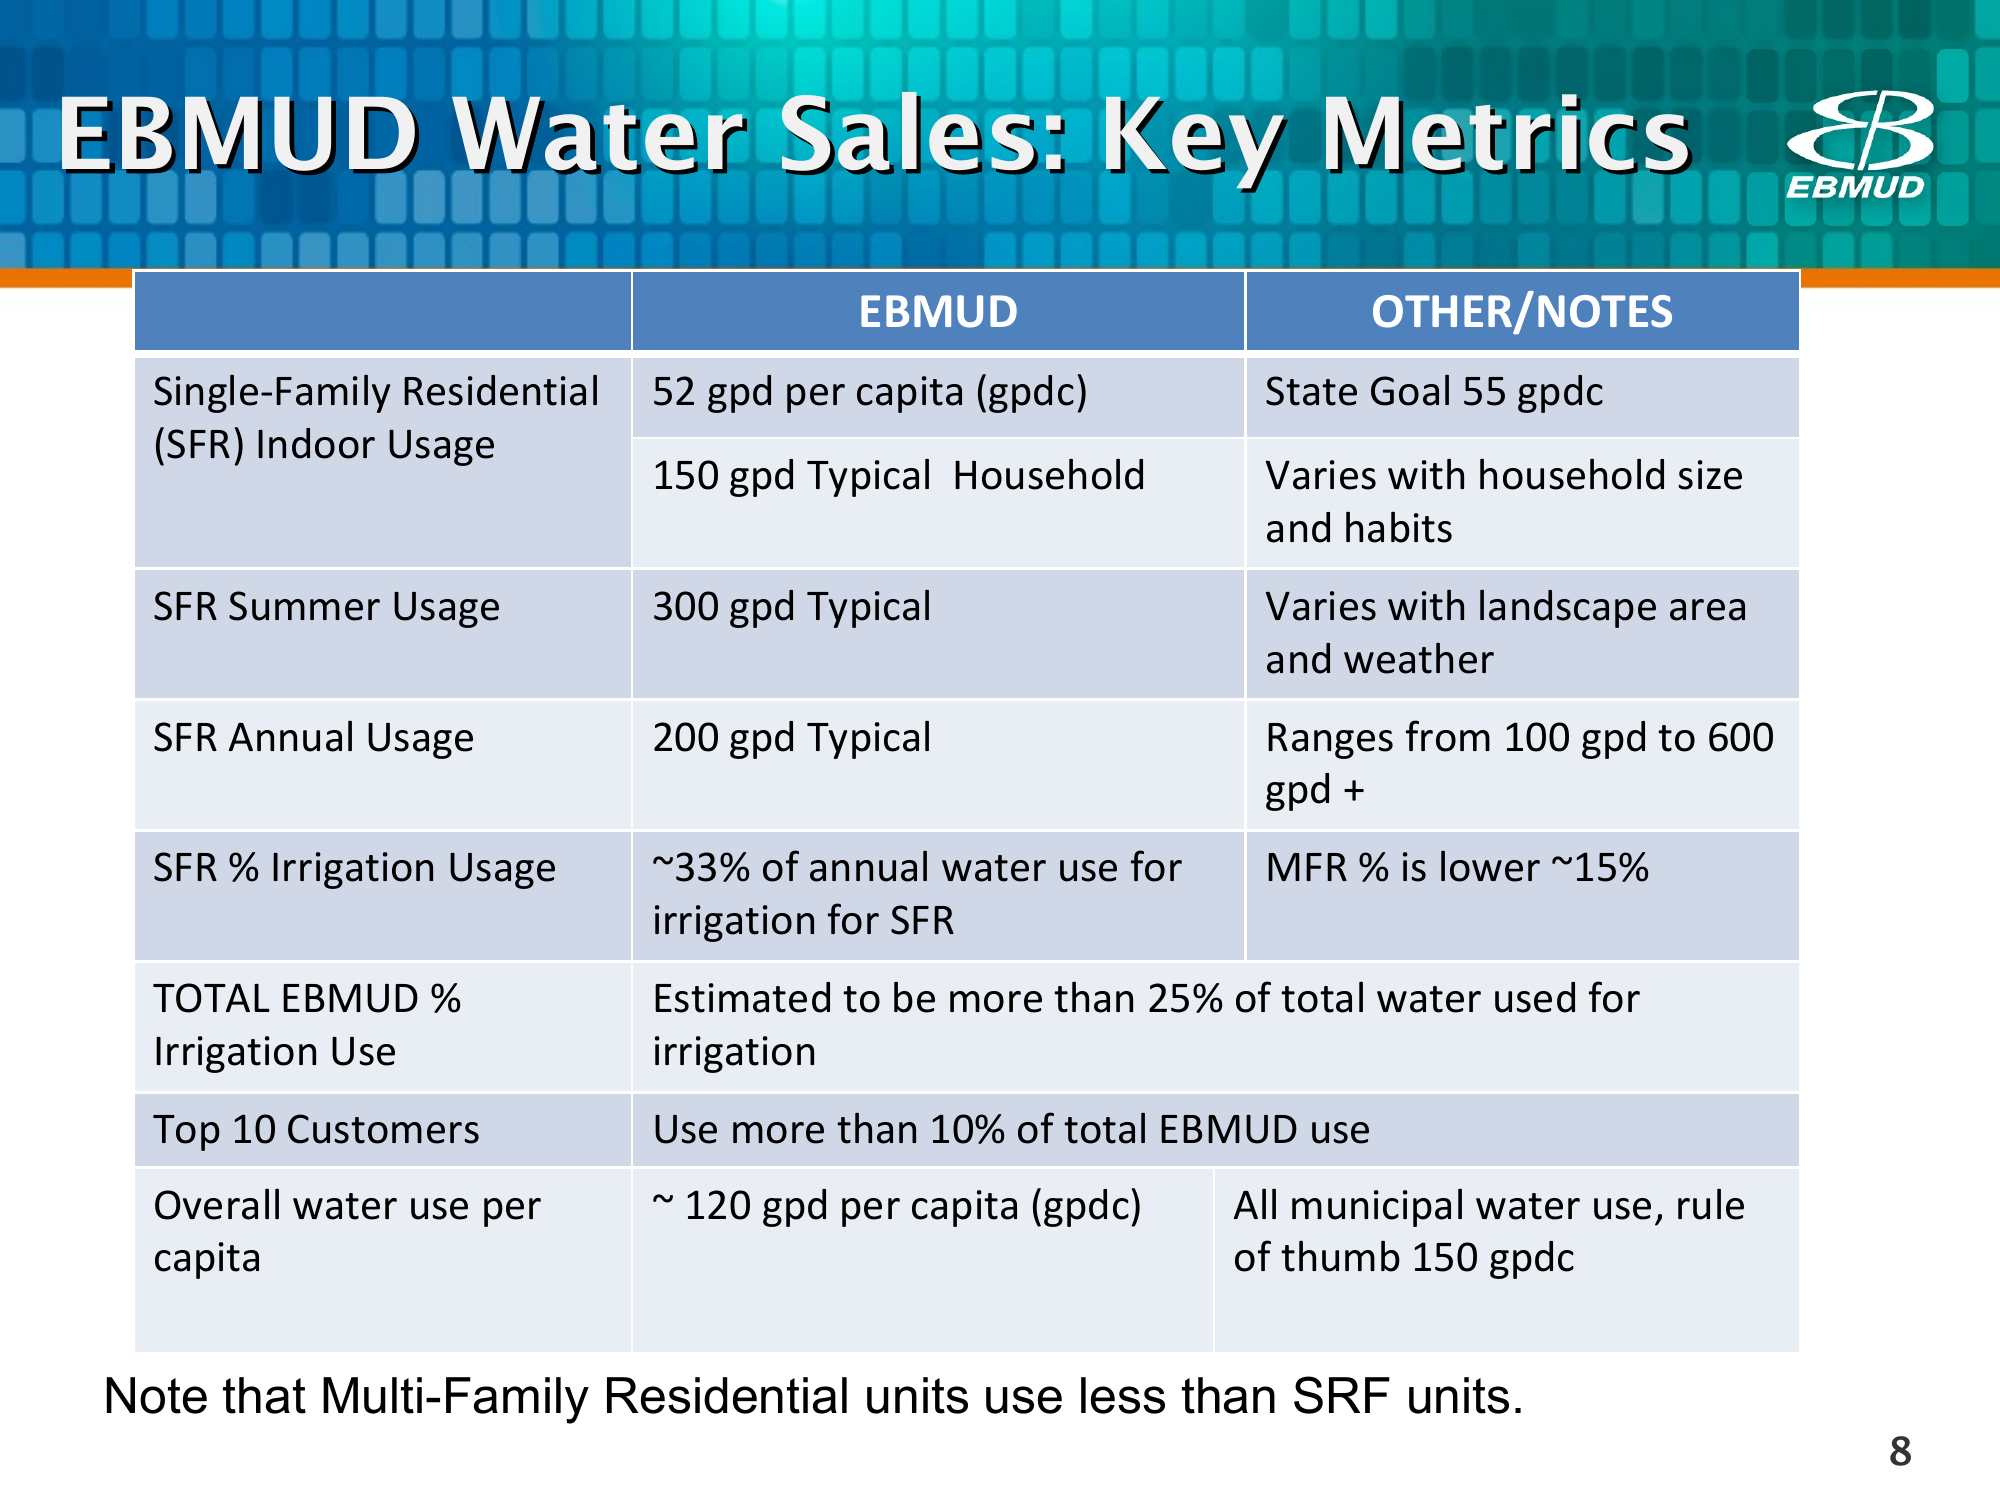 EBMUD Water Sales: Key Metrics
EBMUD
EBMUD
OTHER/NOTES
Single-Family Residential
(SFR) Indoor Usage
52 gpd per capita (gpdc)
State Goal 55 gpdc
150 gpd Typical  Household
Varies with household size
and habits
SFR Summer Usage
300 gpd Typical
Varies with landscape area
and weather
SFR Annual Usage
200 gpd Typical
Ranges from 100 gpd to 600
gpd +
SFR % Irrigation Usage
~33% of annual water use for
irrigation for SFR
MFR % is lower ~15%
TOTAL EBMUD %
Irrigation Use
Estimated to be more than 25% of total water used for
irrigation
Top 10 Customers
Use more than 10% of total EBMUD use
Overall water use per
capita
~ 120 gpd per capita (gpdc)
All municipal water use, rule
of thumb 150 gpdc
Note that Multi-Family Residential units use less than SRF units.
8